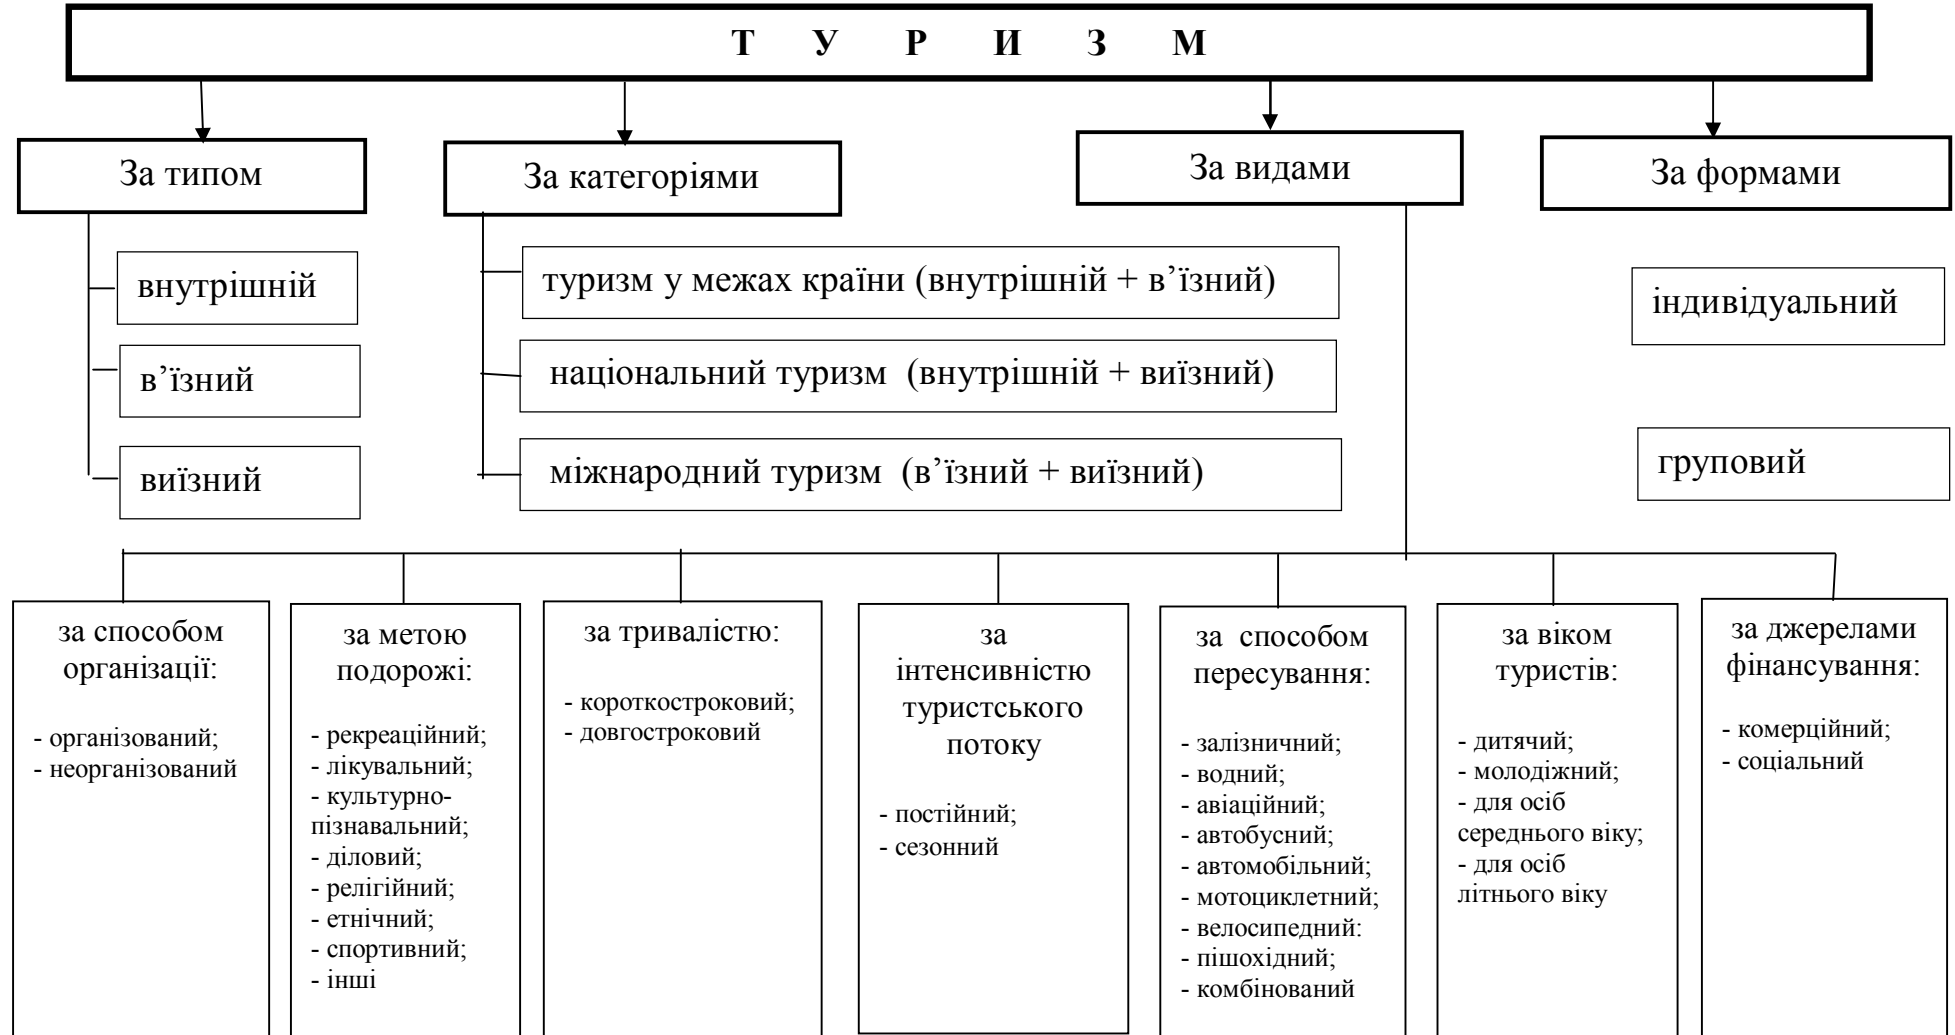 Т У Р И З М
За типом
За категоріями
За видами
За формами
внутрішній
в’їзний
виїзний
туризм у межах країни (внутрішній + в’їзний)
національний туризм (внутрішній + виїзний)
міжнародний туризм (в’їзний + виїзний)
індивідуальний
груповий
за способом
організації:
- організований;
- неорганізований
за метою
подорожі:
- рекреаційний;
- лікувальний;
- культурно-
пізнавальний;
- діловий;
- релігійний;
- етнічний;
- спортивний;
- інші
за тривалістю:
- короткостроковий;
- довгостроковий
за
інтенсивністю
туристського
потоку
- постійний;
- сезонний
за способом
пересування:
- залізничний;
- водний;
- авіаційний;
- автобусний;
- автомобільний;
- мотоциклетний;
- велосипедний:
- пішохідний;
- комбінований
за віком
туристів:
- дитячий;
- молодіжний;
- для осіб
середнього віку;
- для осіб
літнього віку
за джерелами
фінансування:
- комерційний;
- соціальний